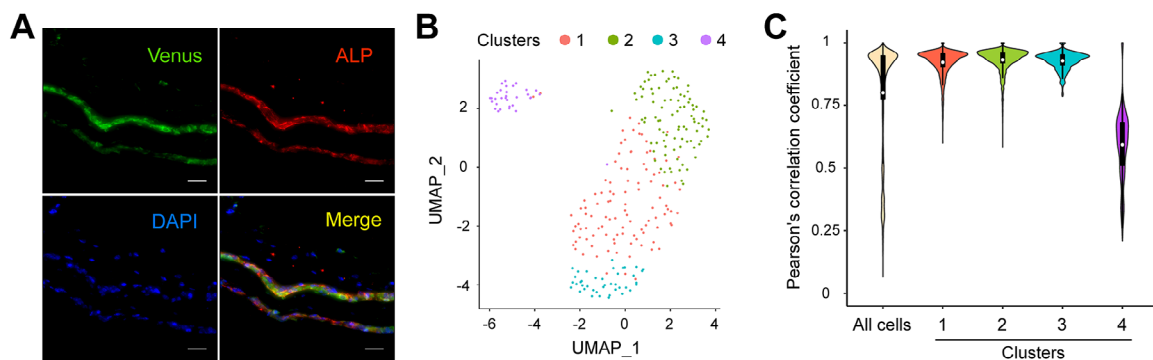 A
Venus
ALP
DAPI
Merge
B
Clusters 1 2 3 4
UMAP_2
2
0
-2
-4
-6 -4 -2 0 2 4
UMAP_1
C
Pearson's correlation coefficient
1
0.75
0.5
0.25
0
All cells 1 2 3 4
Clusters